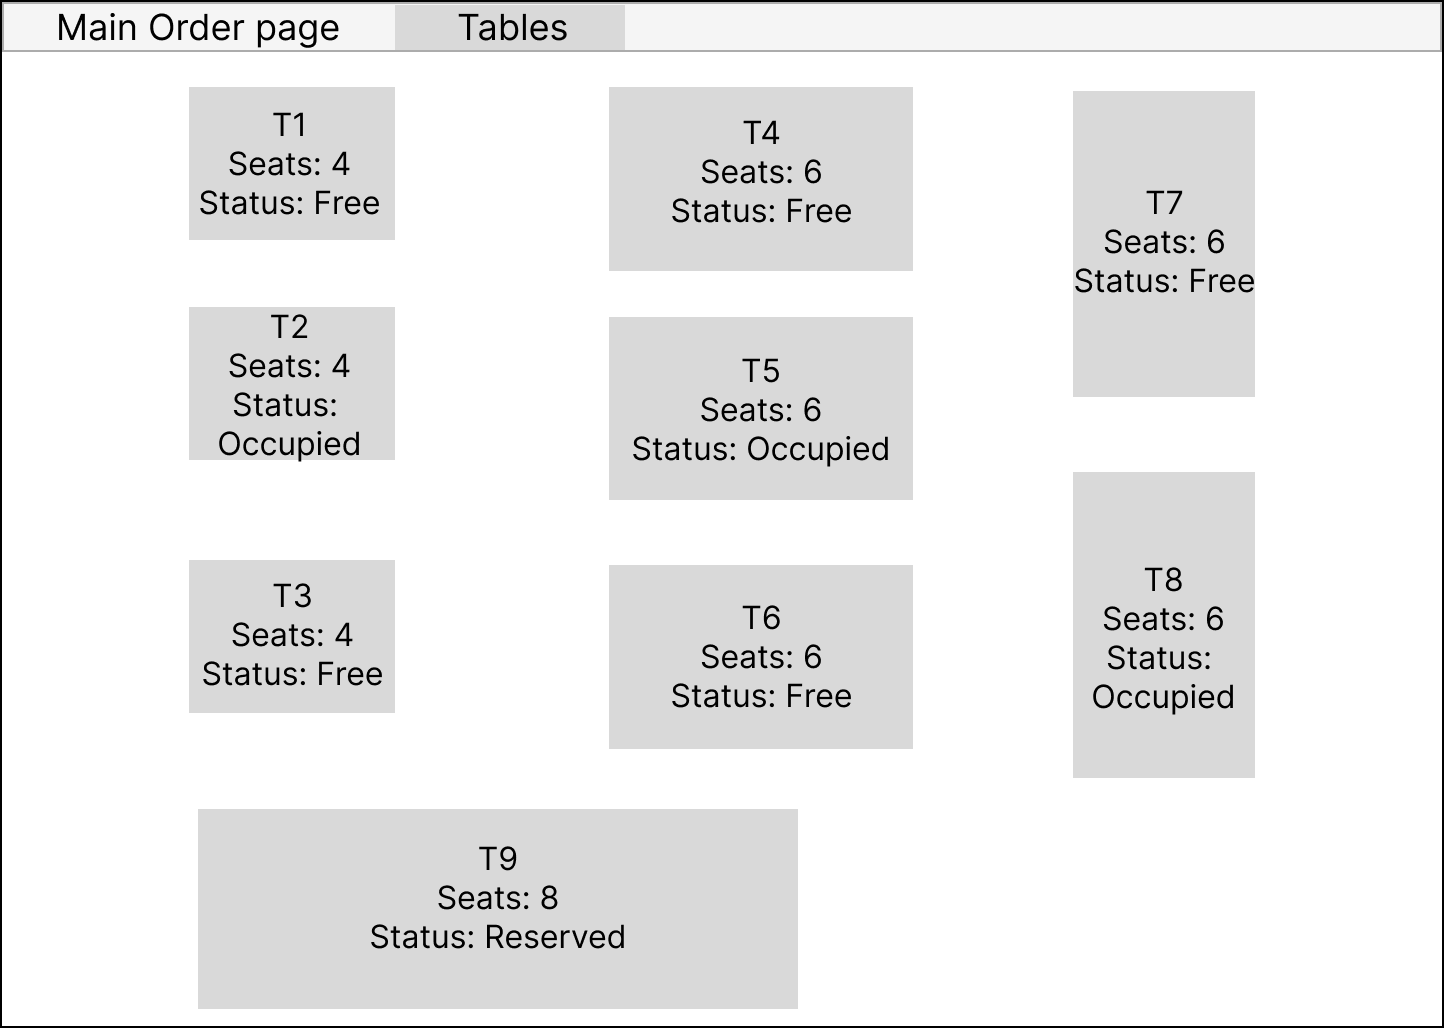 Main Order page
Tables
T1
Seats: 4
Status: Free
T2
Seats: 4
Status:
Occupied
T3
Seats: 4
Status: Free
T4
Seats: 6
Status: Free
T5
Seats: 6
Status: Occupied
T6
Seats: 6
Status: Free
T7
Seats: 6
Status: Free
T8
Seats: 6
Status:
Occupied
T9
Seats: 8
Status: Reserved